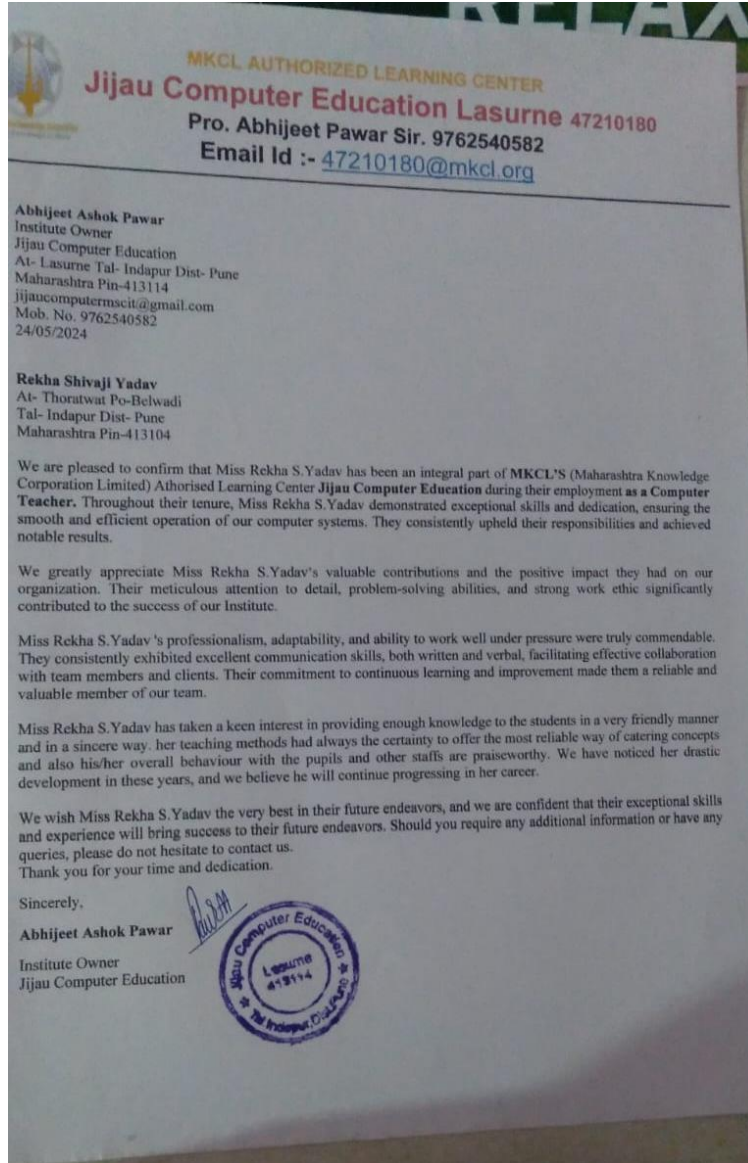 RELAX
MKCL AUTHORIZED LEARNING CENTER
Jijau Computer Education Lasurne 47210180
Pro. Abhijeet Pawar Sir. 9762540582
Email Id :- 47210180@mkcl.org
Abhijeet Ashok Pawar
Institute Owner
Jijau Computer Education
At- Lasurne Tal- Indapur Dist- Pune
Maharashtra Pin-413114
jijaucomputermscit@gmail.com
Mob. No. 9762540582
24/05/2024
Rekha Shivaji Yadav
At- Thoratwat Po-Belwadi
Tal- Indapur Dist- Pune
Maharashtra Pin-413104
We are pleased to confirm that Miss Rekha S.Yadav has been an integral part of MKCL'S (Maharashtra Knowledge
Corporation Limited) Athorised Learning Center Jijau Computer Education during their employment as a Computer
Teacher. Throughout their tenure, Miss Rekha S.Yadav demonstrated exceptional skills and dedication, ensuring the
smooth and efficient operation of our computer systems. They consistently upheld their responsibilities and achieved
notable results.
We greatly appreciate Miss Rekha S.Yadav's valuable contributions and the positive impact they had on our
organization. Their meticulous attention to detail, problem-solving abilities, and strong work ethic significantly
contributed to the success of our Institute.
Miss Rekha S.Yadav 's professionalism, adaptability, and ability to work well under pressure were truly commendable.
They consistently exhibited excellent communication skills, both written and verbal, facilitating effective collaboration
with team members and clients. Their commitment to continuous learning and improvement made them a reliable and
valuable member of our team.
Miss Rekha S.Yadav has taken a keen interest in providing enough knowledge to the students in a very friendly manner
and in a sincere way. her teaching methods had always the certainty to offer the most reliable way of catering concepts
and also his/her overall behaviour with the pupils and other staffs are praiseworthy. We have noticed her drastic
development in these years, and we believe he will continue progressing in her career.
We wish Miss Rekha S.Yadav the very best in their future endeavors, and we are confident that their exceptional skills
and experience will bring success to their future endeavors. Should you require any additional information or have any
queries, please do not hesitate to contact us.
Thank you for your time and dedication.
Sincerely,
Abhijeet Ashok Pawar
Institute Owner
Jijau Computer Education
Jijau Computer Education
Lasurne
413114
Tal. Indapur, Dist.Pune